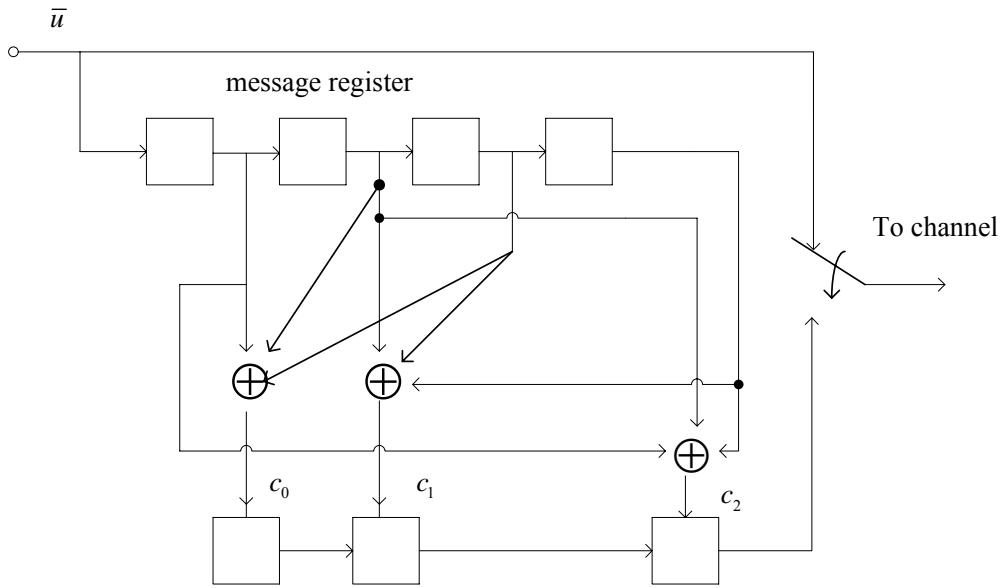 u̅
message register
To channel
c₀
c₁
c₂